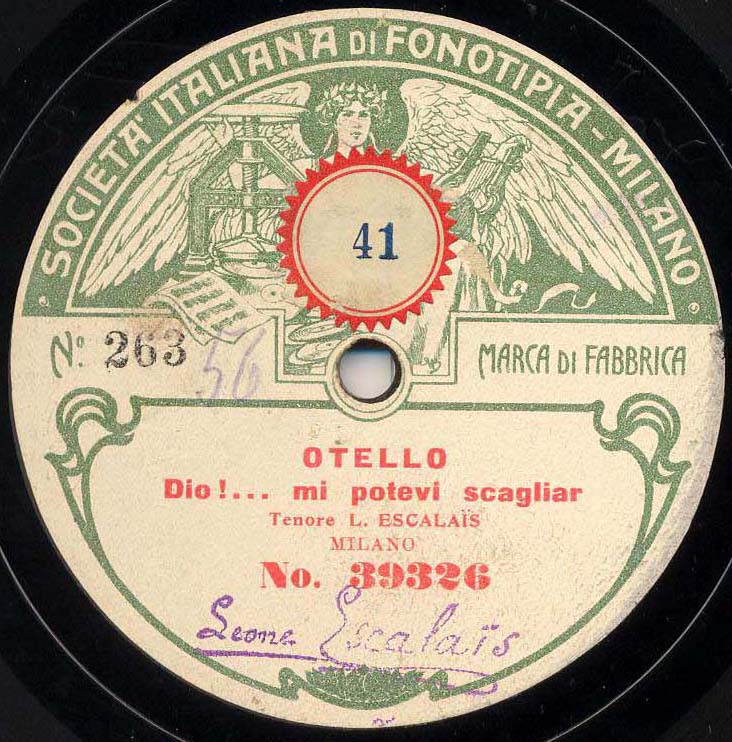 SOCIETÀ ITALIANA DI FONOTIPIA - MILANO
41
No. 263
56
MARCA DI FABBRICA
OTELLO
Dio!... mi potevi scagliar
Tenore L. ESCALAÏS
MILANO
No. 39326
Leone Escalaïs